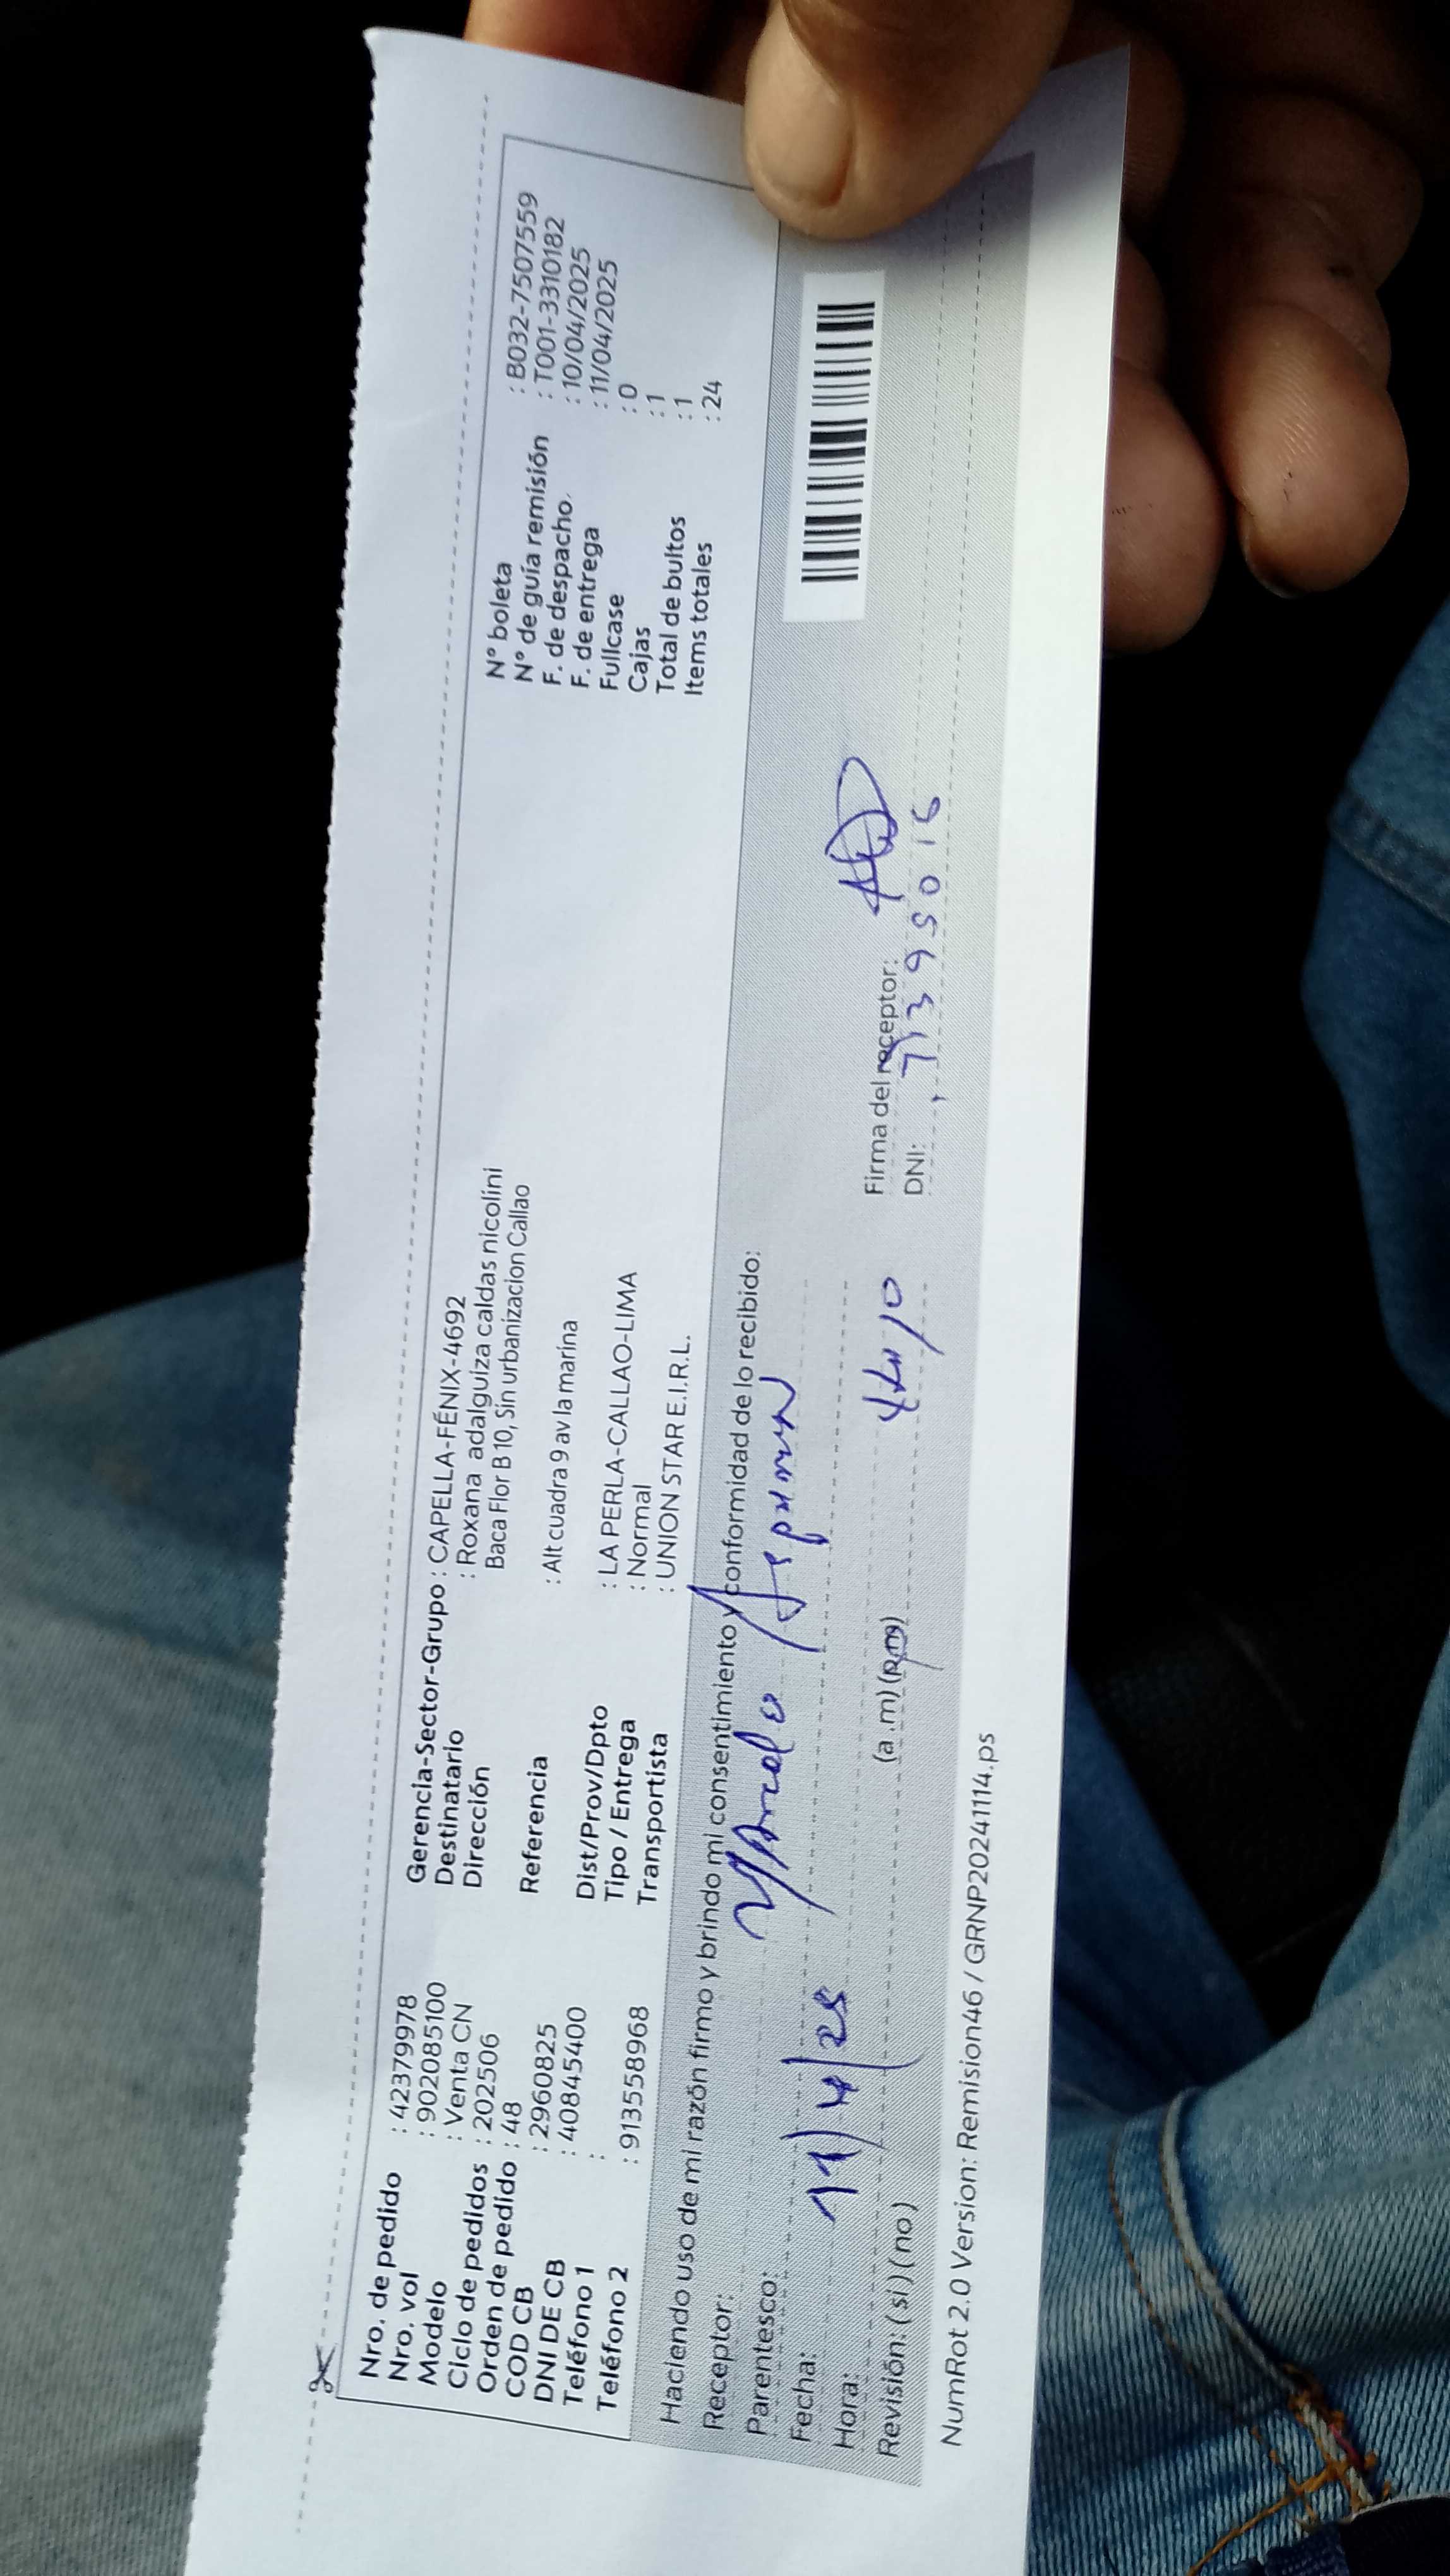 Nro. de pedido : 42379978
Nro. vol : 9020851​00
Modelo : Venta CN
Ciclo de pedidos : 202506
Orden de pedido : 48
COD CB : 2960825
DNI DE CB : 40845400
Teléfono 1 :
Teléfono 2 : 913558968
Gerencia-Sector-Grupo : CAPELLA-FÉNIX-4692
Destinatario : Roxana adalguiza caldas nicolini
Dirección Baca Flor B 10, Sin urbanizacion Callao
Referencia : Alt cuadra 9 av la marina
Dist/Prov/Dpto : LA PERLA-CALLAO-LIMA
Tipo / Entrega : Normal
Transportista : UNION STAR E.I.R.L.
N° boleta : B032-7507559
N° de guía remisión : T001-3310182
F. de despacho : 10/04/2025
F. de entrega : 11/04/2025
Fullcase : 0
Cajas : 1
Total de bultos : 1
Items totales : 24
Haciendo uso de mi razón firmo y brindo mi consentimiento y conformidad de lo recibido:
Receptor: Marcelo
Parentesco:
Fecha: 11/4/25
Hora: (a.m) (p.m)
Revisión: (si) (no)
Firma del receptor:
DNI: 71395016
NumRot 2.0 Version: Remision46 / GRNP20241114.ps